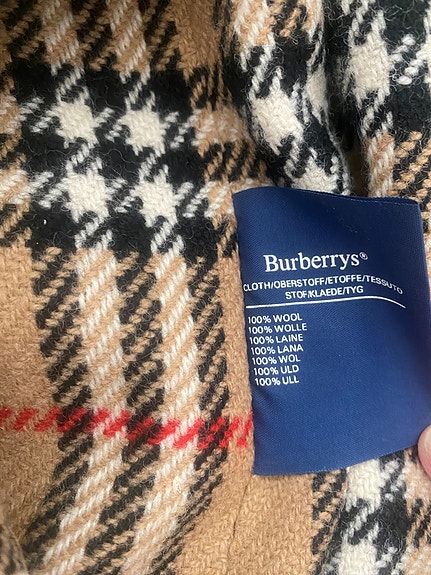 Burberrys®
CLOTH/OBERSTOFF/ETOFFE/TESSUTO
STOF/KLAEDE/TYG
100% WOOL
100% WOLLE
100% LAINE
100% LANA
100% WOL
100% ULD
100% ULL